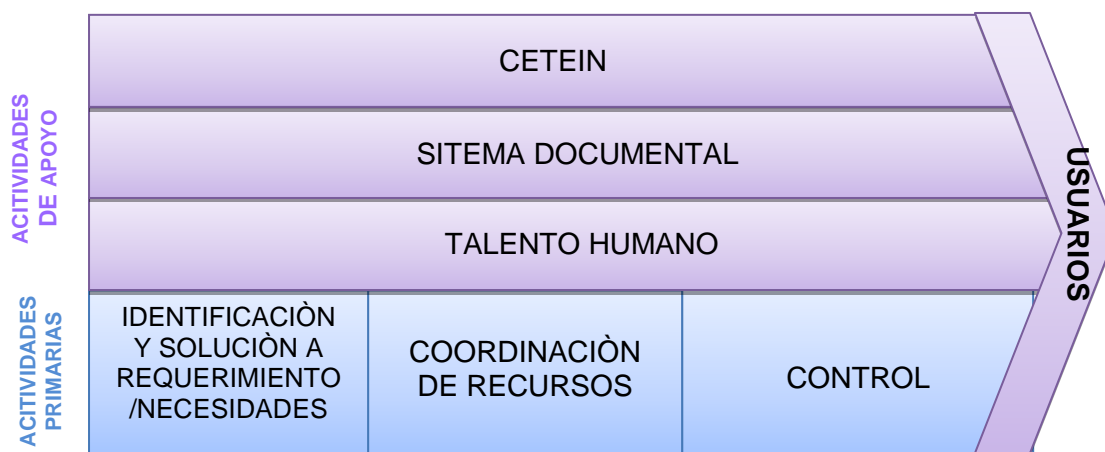 ACITIVIDADES
DE APOYO
CETEIN
SITEMA DOCUMENTAL
TALENTO HUMANO
ACITIVIDADES
PRIMARIAS
IDENTIFICACIÒN
Y SOLUCIÒN A
REQUERIMIENTO
/NECESIDADES
COORDINACIÒN
DE RECURSOS
CONTROL
USUARIOS